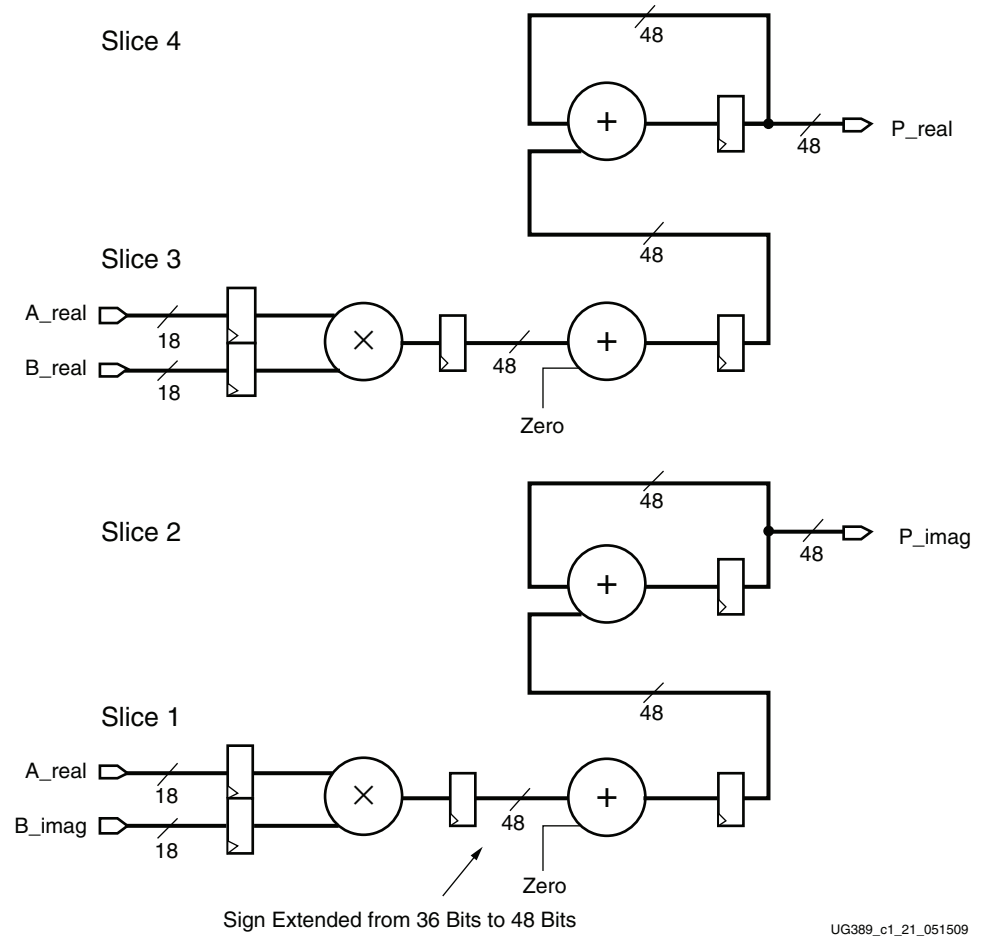 Slice 4
48
+
48
P_real
48
Slice 3
A_real
18
×
48
+
B_real
18
Zero
48
Slice 2
+
48
P_imag
48
Slice 1
A_real
18
×
48
+
B_imag
18
Zero
Sign Extended from 36 Bits to 48 Bits
UG389_c1_21_051509